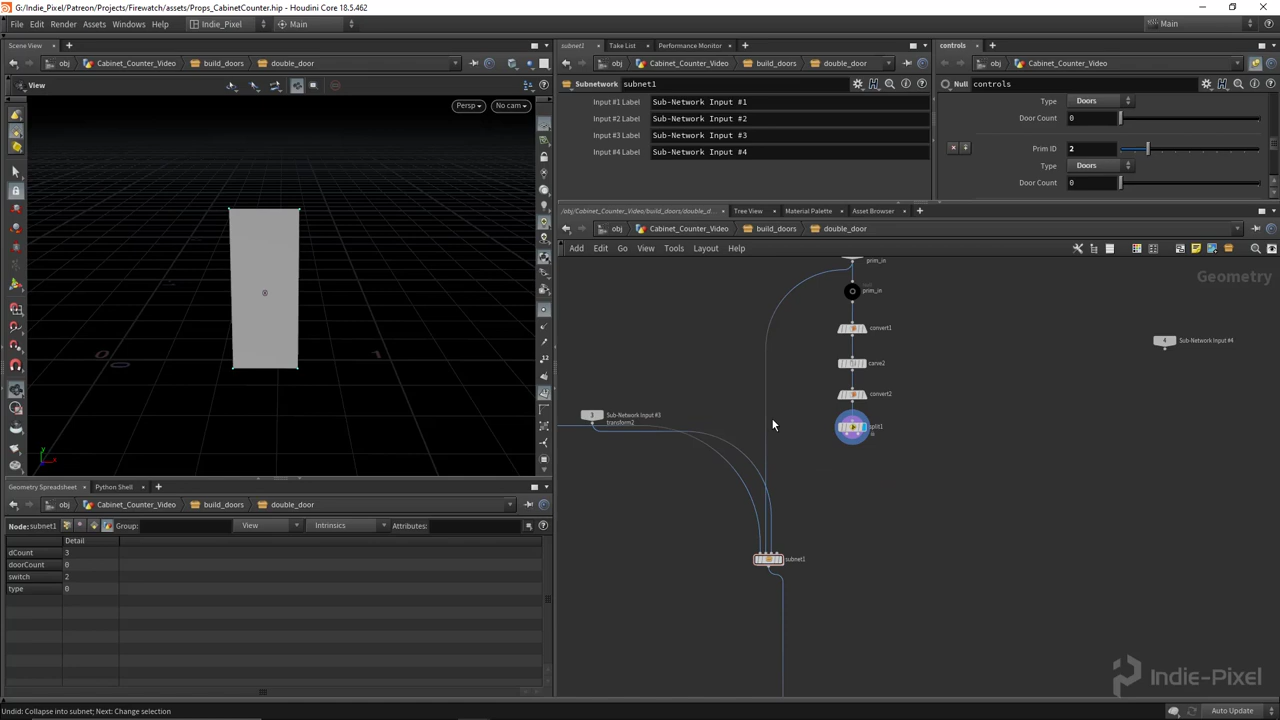 G:/Indie_Pixel/Patreon/Projects/Firewatch/assets/Props_CabinetCounter.hip - Houdini Core 18.5.462
File Edit Render Assets Windows Help Indie_Pixel Main Main
Scene View
obj Cabinet_Counter_Video build_doors double_door
View
Persp No cam
Geometry Spreadsheet Python Shell
obj Cabinet_Counter_Video build_doors double_door
Node: subnet1 Group: View Intrinsics Attributes:
Detail
dCount 3
doorCount 0
switch 2
type 0
Undid: Collapse into subnet; Next: Change selection
subnet1 Take List Performance Monitor
obj Cabinet_Counter_Video build_doors double_door
Subnetwork subnet1
Input #1 Label Sub-Network Input #1
Input #2 Label Sub-Network Input #2
Input #3 Label Sub-Network Input #3
Input #4 Label Sub-Network Input #4
controls
obj Cabinet_Counter_Video
Null controls
Type Doors
Door Count 0
Prim ID 2
Type Doors
Door Count 0
/obj/Cabinet_Counter_Video/build_doors/double_d... Tree View Material Palette Asset Browser
obj Cabinet_Counter_Video build_doors double_door
Add Edit Go View Tools Layout Help
Geometry
prim_in
prim_in
convert1
carve2
convert2
split1
3 Sub-Network Input #3
transform2
4 Sub-Network Input #4
subnet1
Indie-Pixel
Auto Update